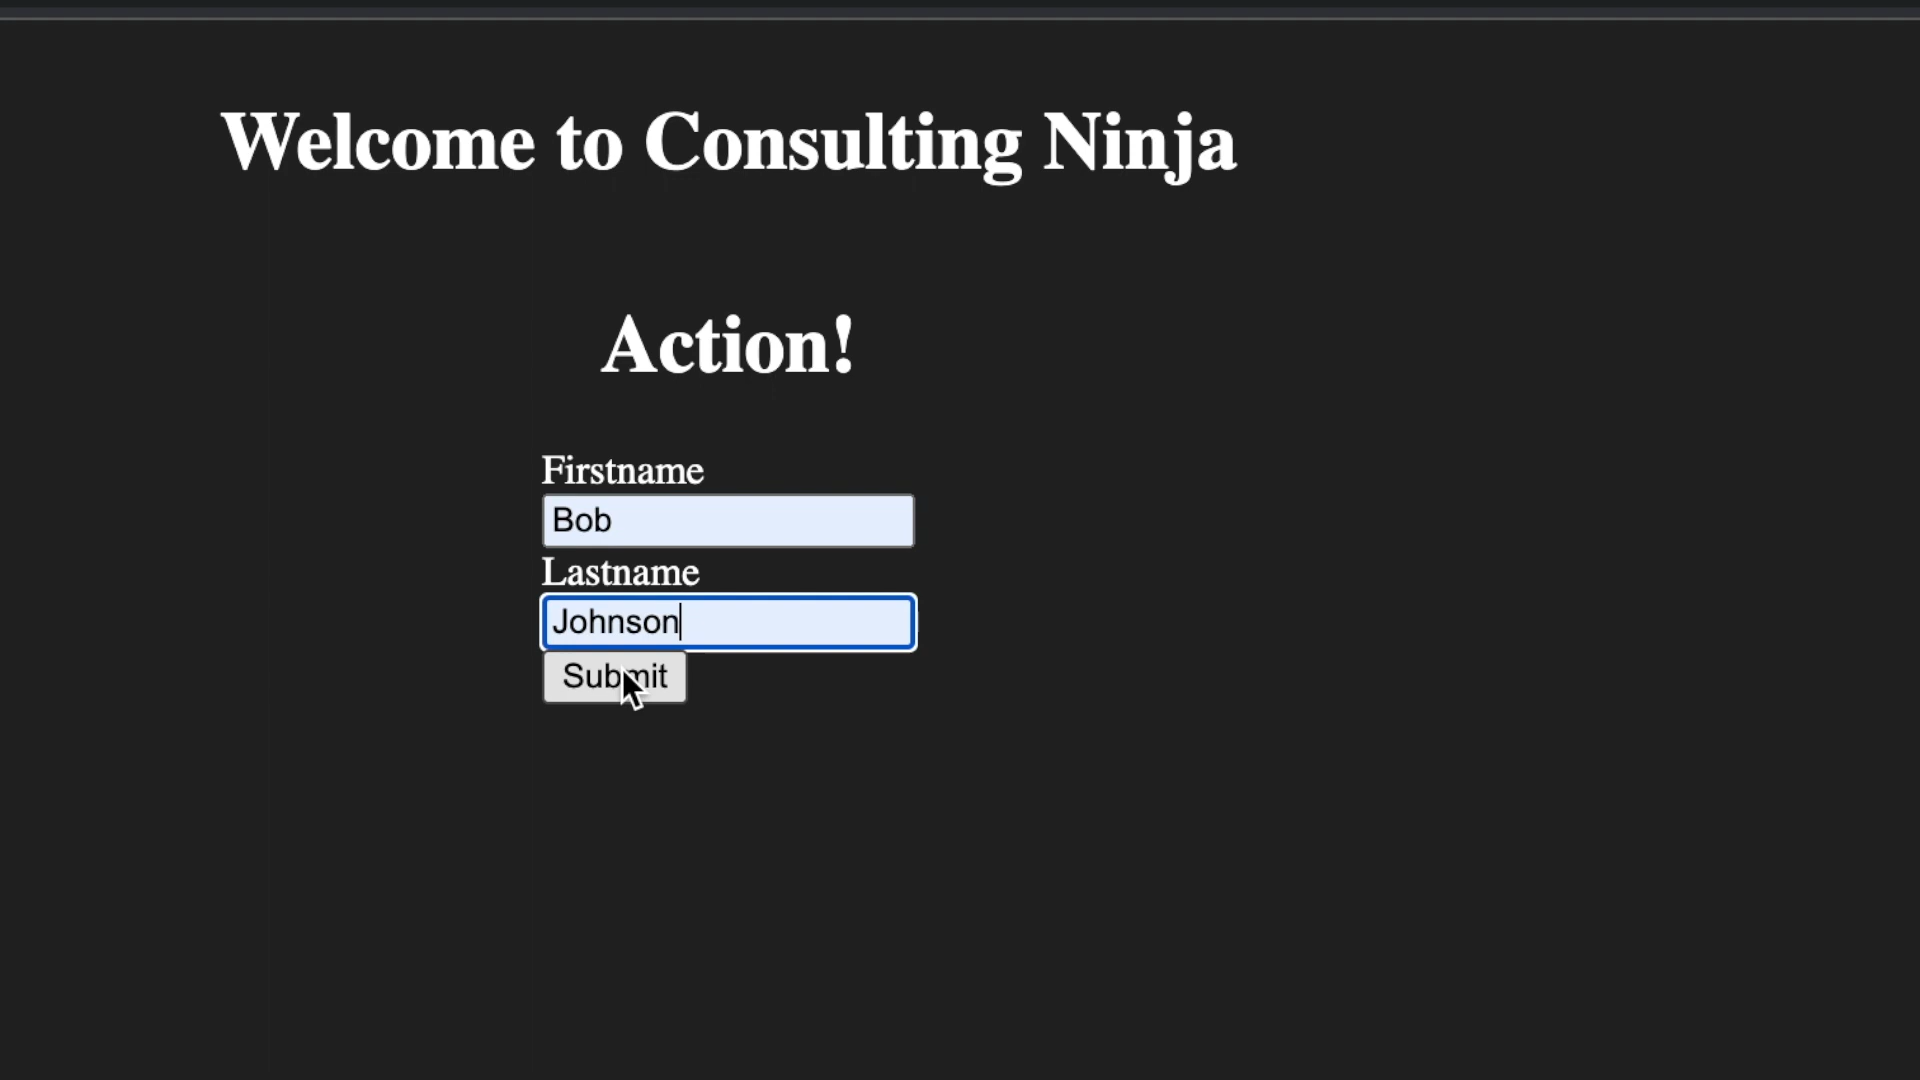 Welcome to Consulting Ninja
Action!
Firstname
Bob
Lastname
Johnson
Submit